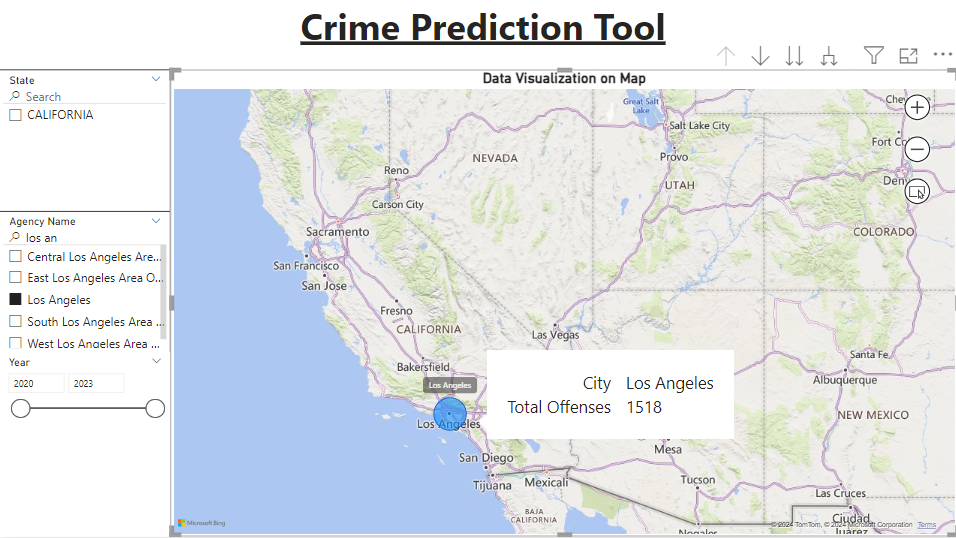 Crime Prediction Tool
State
Search
CALIFORNIA
Agency Name
los an
Central Los Angeles Are...
East Los Angeles Area O...
Los Angeles
South Los Angeles Area ...
West Los Angeles Area ...
Year
2020 2023
Data Visualization on Map
Great Salt
Lake
Salt Lake City
Provo
NEVADA
Reno
UTAH
Carson City
Sacramento
COLORADO
San Francisco
San Jose
Fresno
CALIFORNIA
Las Vegas
Santa Fe
Bakersfield
Albuquerque
Los Angeles
City Los Angeles
Total Offenses 1518
Los Angeles
NEW MEXICO
Mesa
San Diego
Tijuana
Mexicali
Tucson
Las Cruces
BAJA
CALIFORNIA
Ciudad
Nogales
Microsoft Bing
© 2024 TomTom, © 2024 Microsoft Corporation Terms